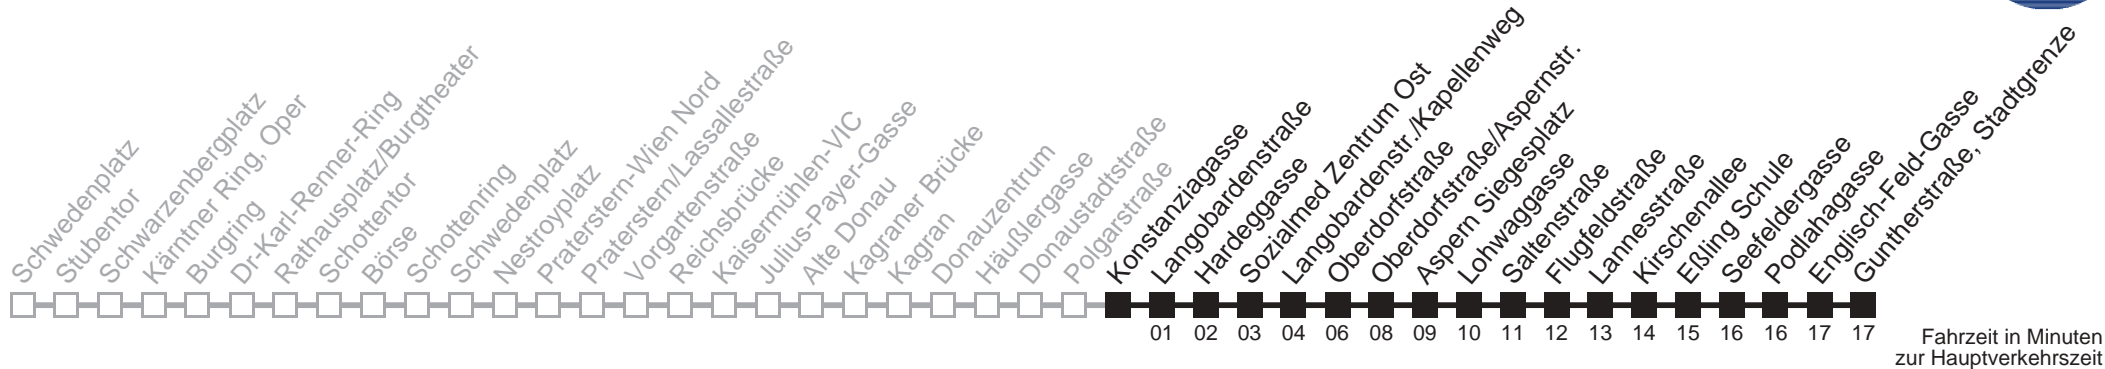 Schwedenplatz
Stubentor
Schwarzenbergplatz
Kärntner Ring, Oper
Burgring
Dr-Karl-Renner-Ring
Rathausplatz/Burgtheater
Schottentor
Börse
Schottenring
Schwedenplatz
Nestroyplatz
Praterstern-Wien Nord
Praterstern/Lassallestraße
Vorgartenstraße
Reichsbrücke
Kaisermühlen-VIC
Julius-Payer-Gasse
Alte Donau
Kagraner Brücke
Kagran
Donauzentrum
Häußlergasse
Donaustadtstraße
Polgarstraße
Konstanziagasse
Langobardenstraße
Hardeggasse
Sozialmed Zentrum Ost
Langobardenstr./Kapellenweg
Oberdorfstraße
Oberdorfstraße/Aspernstr.
Aspern Siegesplatz
Lohwaggasse
Saltenstraße
Flugfeldstraße
Lannesstraße
Kirschenallee
Eßling Schule
Seefeldergasse
Podlahagasse
Englisch-Feld-Gasse
Guntherstraße, Stadtgrenze
01 02 03 04 06 08 09 10 11 12 13 14 15 16 16 17 17
Fahrzeit in Minuten
zur Hauptverkehrszeit